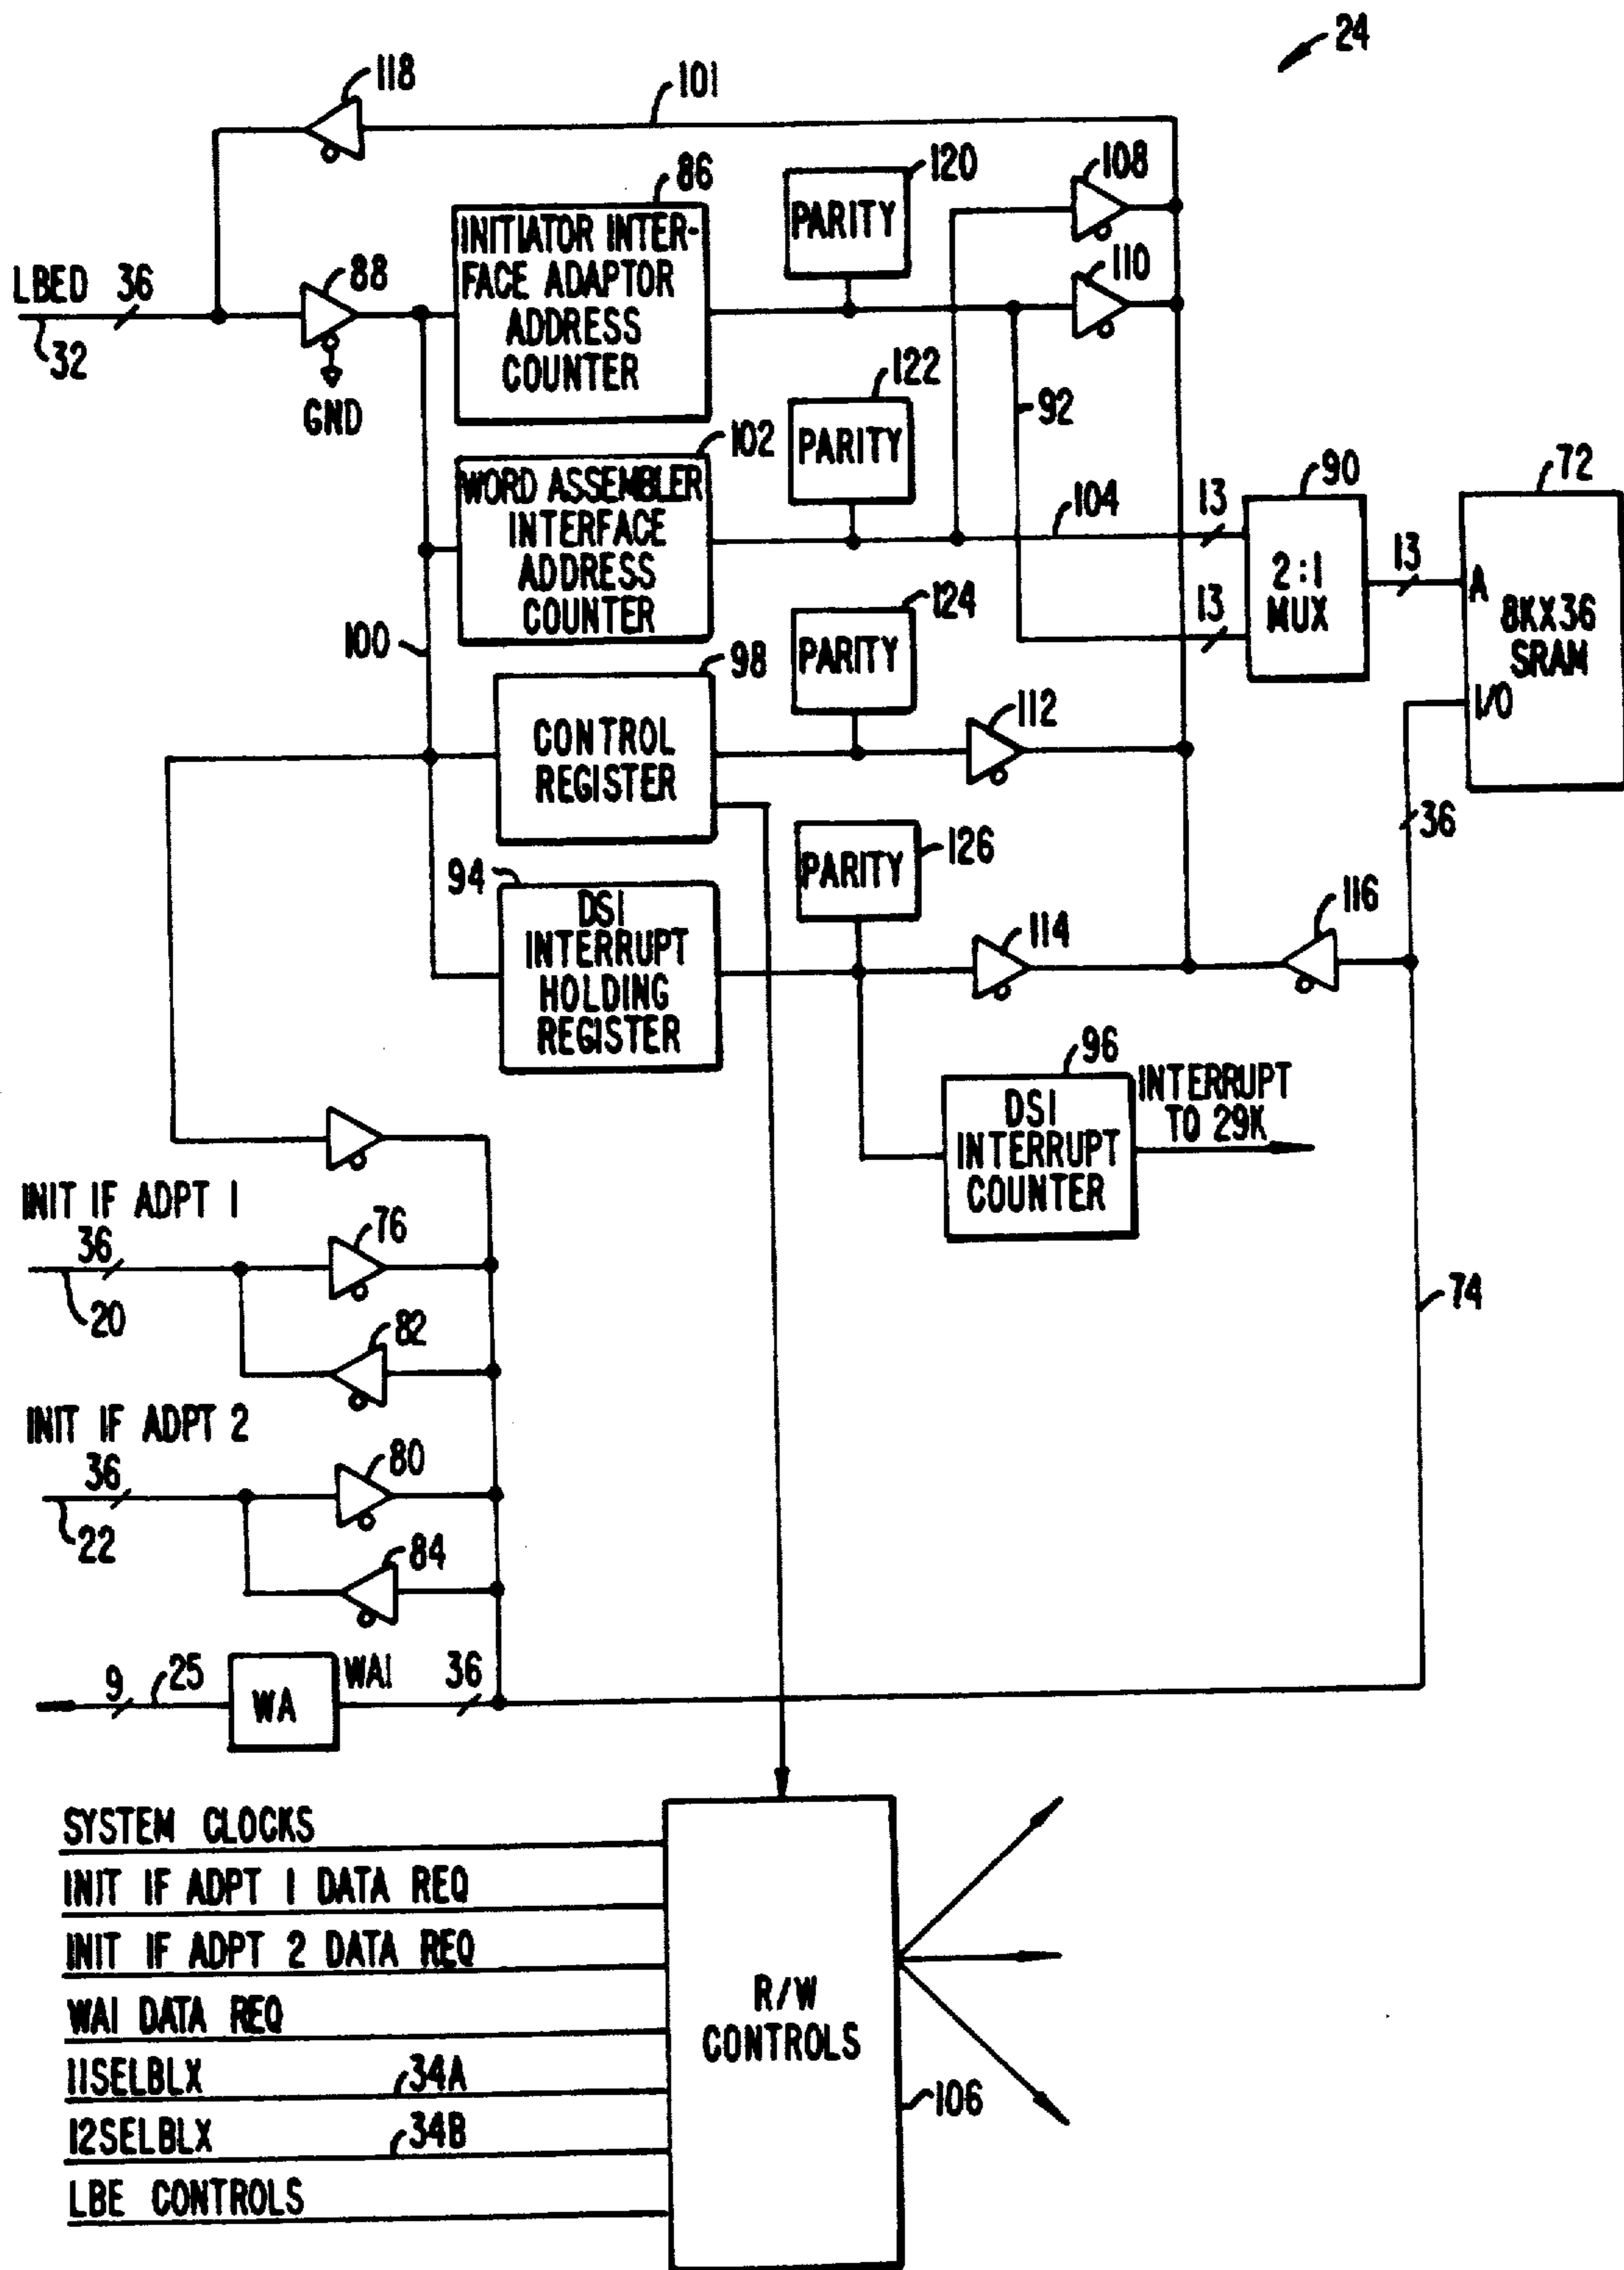 24
118
101
86
120
108
INITIATOR INTER-
FACE ADAPTOR
ADDRESS
COUNTER
PARITY
LBED
36
88
110
32
GND
122
92
102
PARITY
90
72
WORD ASSEMBLER
INTERFACE
ADDRESS
COUNTER
104
13
13
2:1
MUX
13
A
8KX36
SRAM
I/O
100
124
98
PARITY
112
CONTROL
REGISTER
36
126
PARITY
94
DSI
INTERRUPT
HOLDING
REGISTER
114
116
96
DSI
INTERRUPT
COUNTER
INTERRUPT
TO 29K
INIT IF ADPT 1
36
76
20
82
74
INIT IF ADPT 2
36
80
22
84
9
25
WA
WAI
36
SYSTEM CLOCKS
INIT IF ADPT 1 DATA REQ
INIT IF ADPT 2 DATA REQ
WAI DATA REQ
I1SELBLX
34A
I2SELBLX
34B
LBE CONTROLS
R/W
CONTROLS
106